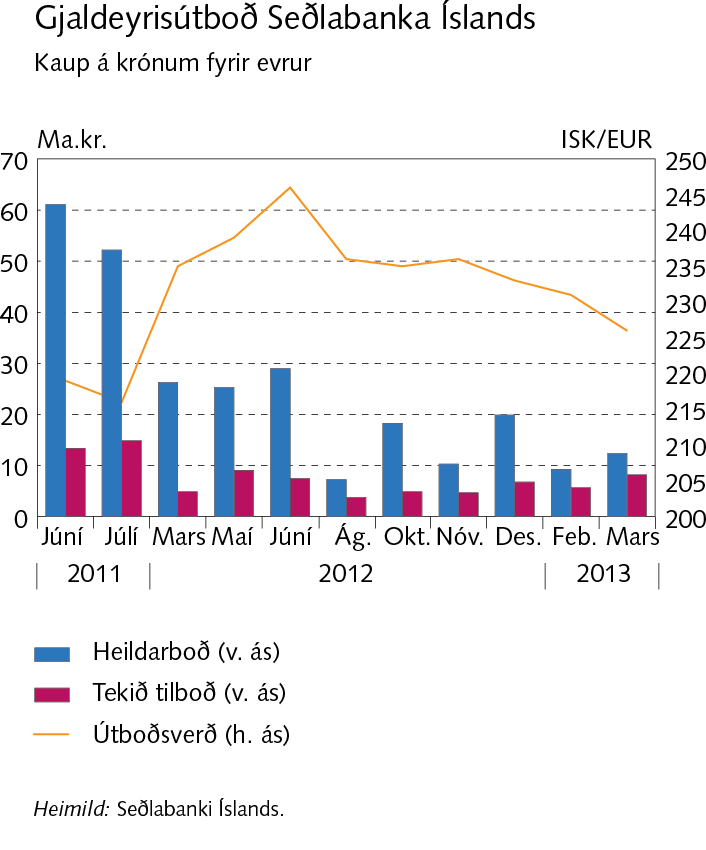 Gjaldeyrisútboð Seðlabanka Íslands
Kaup á krónum fyrir evrur
Ma.kr. ISK/EUR
70 250
60 245
50 240
40 235
30 230
20 225
10 220
0 215
210
205
200
Júní Júlí Mars Maí Júní Ág. Okt. Nóv. Des. Feb. Mars
2011 2012 2013
Heildarboð (v. ás)
Tekið tilboð (v. ás)
Útboðsverð (h. ás)
Heimild: Seðlabanki Íslands.